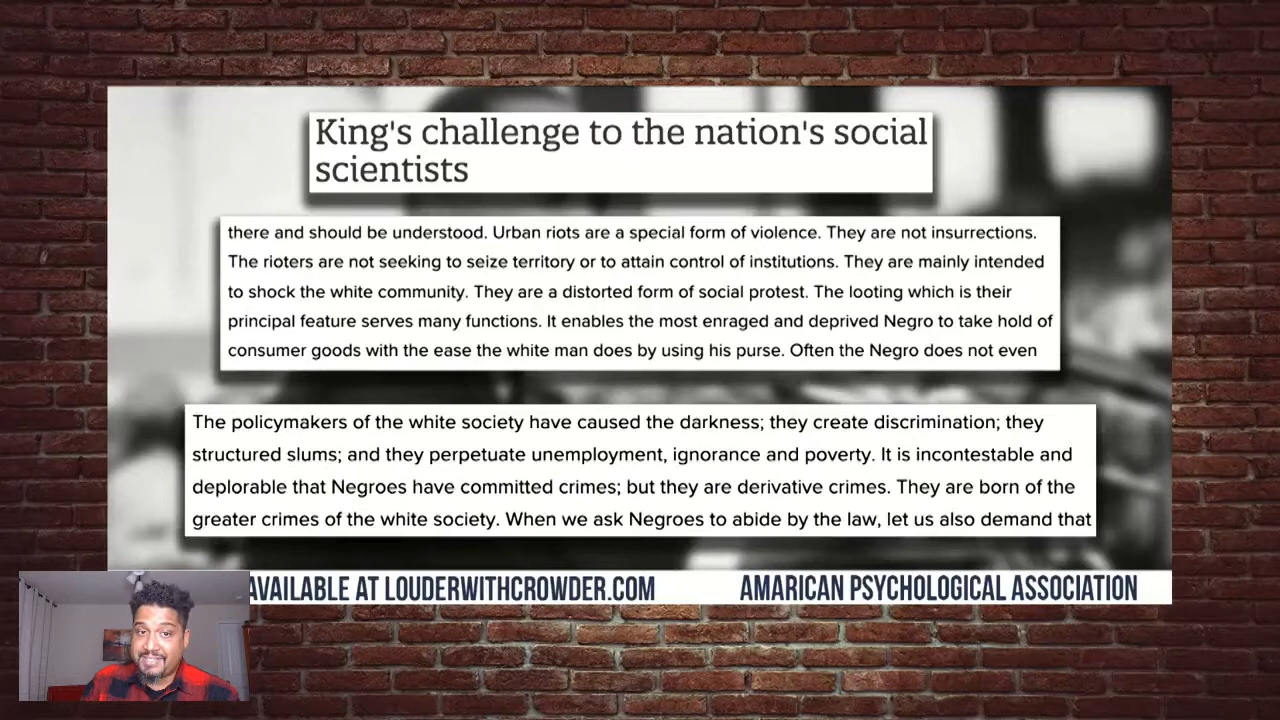 King's challenge to the nation's social
scientists
there and should be understood. Urban riots are a special form of violence. They are not insurrections.
The rioters are not seeking to seize territory or to attain control of institutions. They are mainly intended
to shock the white community. They are a distorted form of social protest. The looting which is their
principal feature serves many functions. It enables the most enraged and deprived Negro to take hold of
consumer goods with the ease the white man does by using his purse. Often the Negro does not even
The policymakers of the white society have caused the darkness; they create discrimination; they
structured slums; and they perpetuate unemployment, ignorance and poverty. It is incontestable and
deplorable that Negroes have committed crimes; but they are derivative crimes. They are born of the
greater crimes of the white society. When we ask Negroes to abide by the law, let us also demand that
AVAILABLE AT LOUDERWITHCROWDER.COM
AMARICAN PSYCHOLOGICAL ASSOCIATION